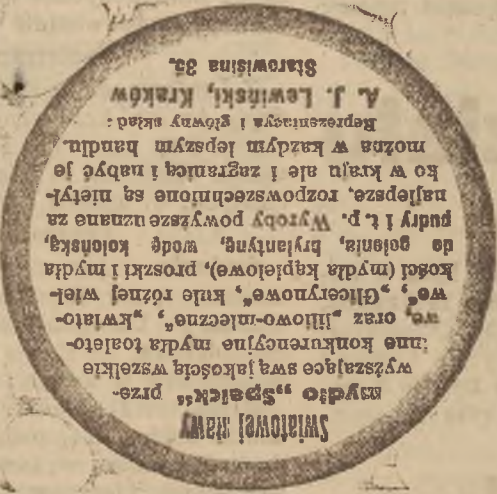 Światowej sławy
mydło „Speick“ prze-
wyższające swą jakością wszelkie
inne konkurencyjne mydła toaleto-
we, oraz „liliowo-mleczne“, „kwiato-
we“, „Glicerynowe“, kule różnej wiel-
kości (mydła kąpielowe), proszki i mydła
do golenia, brylantynę, wodę kolońską,
pudry i t. p. Wyroby powyższe uznane za
najlepsze, rozpowszechnione są nietyl-
ko w kraju ale i zagranicą i nabyć je
można w każdym lepszym handlu.
Reprezentacya i główny skład:
A. J. Lewiński, Kraków
Starowiślna 35.